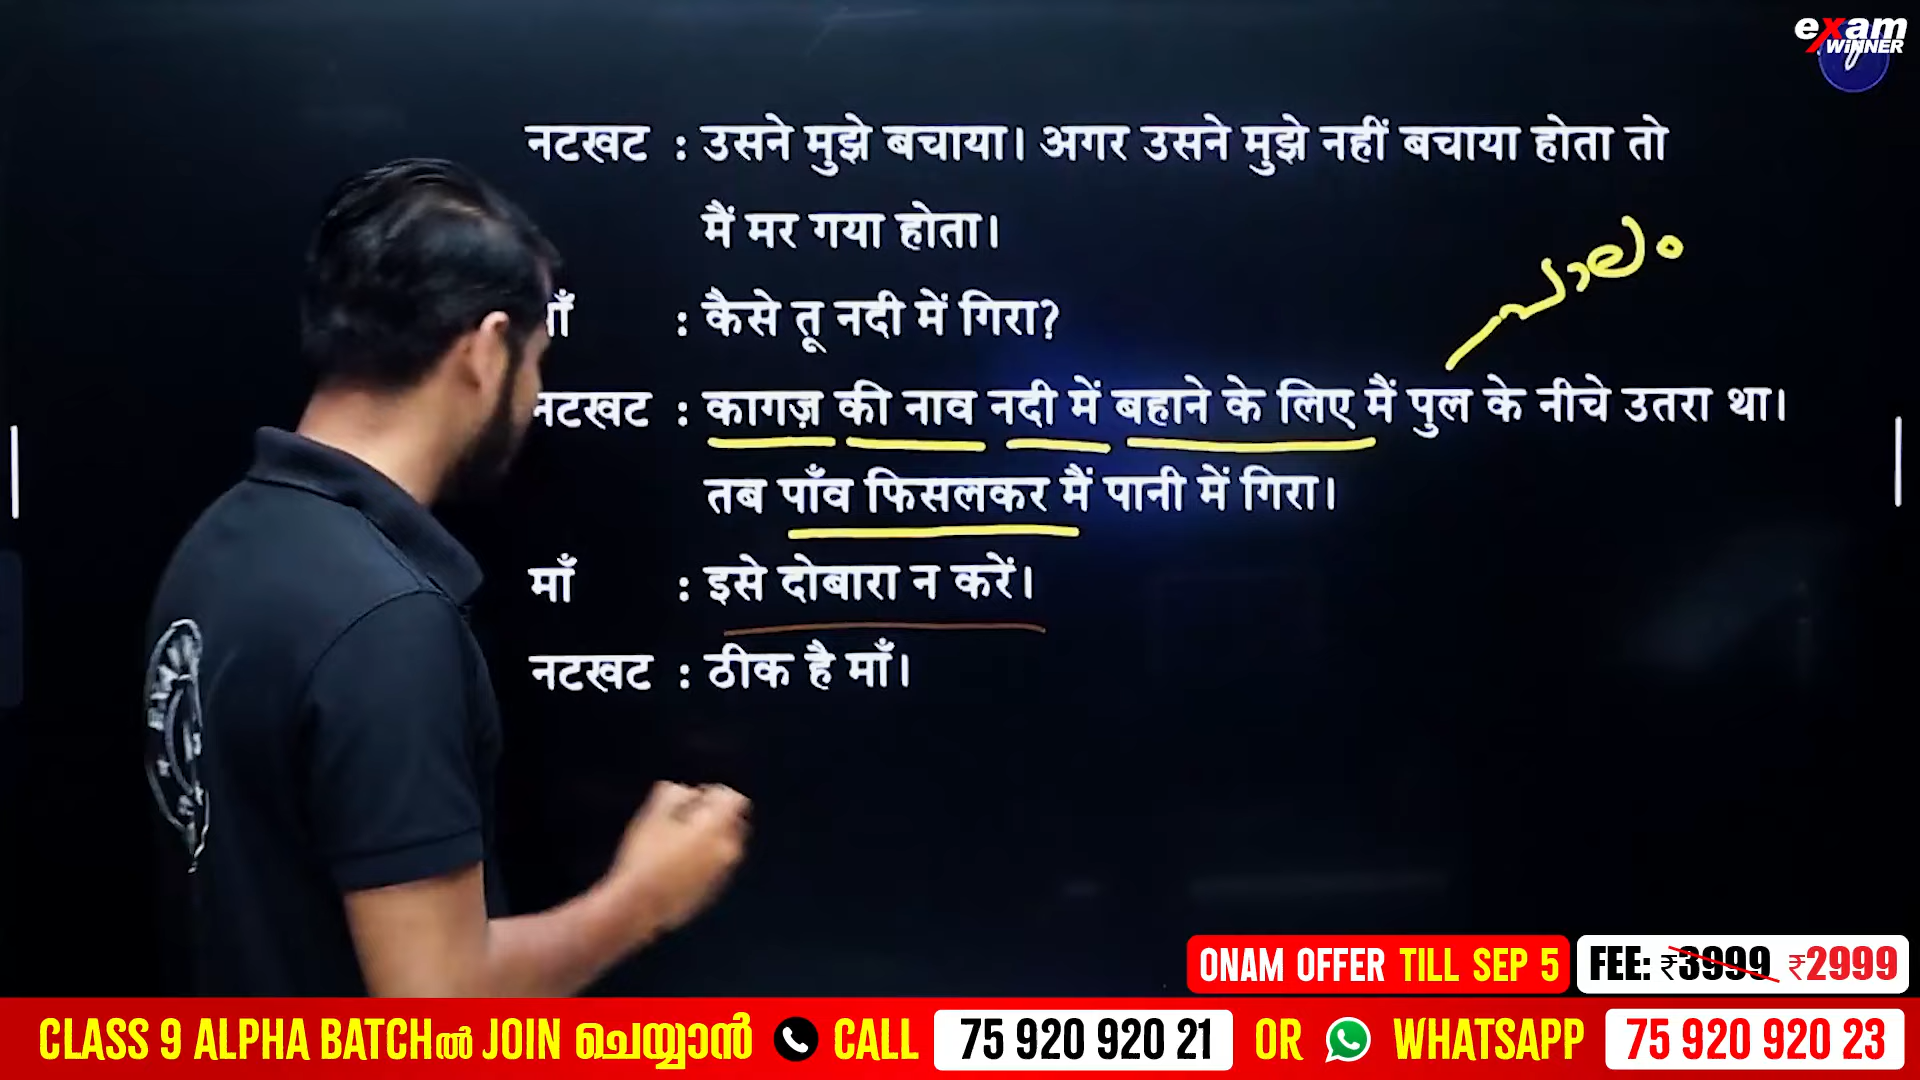 exam
WINNER
नटखट : उसने मुझे बचाया। अगर उसने मुझे नहीं बचाया होता तो
मैं मर गया होता।
माँ : कैसे तू नदी में गिरा?
പാലം
नटखट : कागज़ की नाव नदी में बहाने के लिए मैं पुल के नीचे उतरा था।
तब पाँव फिसलकर मैं पानी में गिरा।
माँ : इसे दोबारा न करें।
नटखट : ठीक है माँ।
ONAM OFFER TILL SEP 5 FEE: ₹3999 ₹2999
CLASS 9 ALPHA BATCHൽ JOIN ചെയ്യാൻ CALL 75 920 920 21 OR WHATSAPP 75 920 920 23